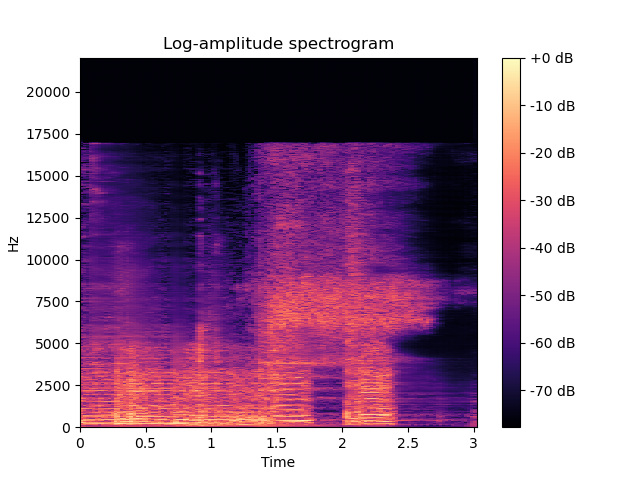 Log-amplitude spectrogram
+0 dB
20000
-10 dB
17500
-20 dB
15000
-30 dB
12500
Hz
-40 dB
10000
-50 dB
7500
5000
-60 dB
2500
-70 dB
0
0 0.5 1 1.5 2 2.5 3
Time